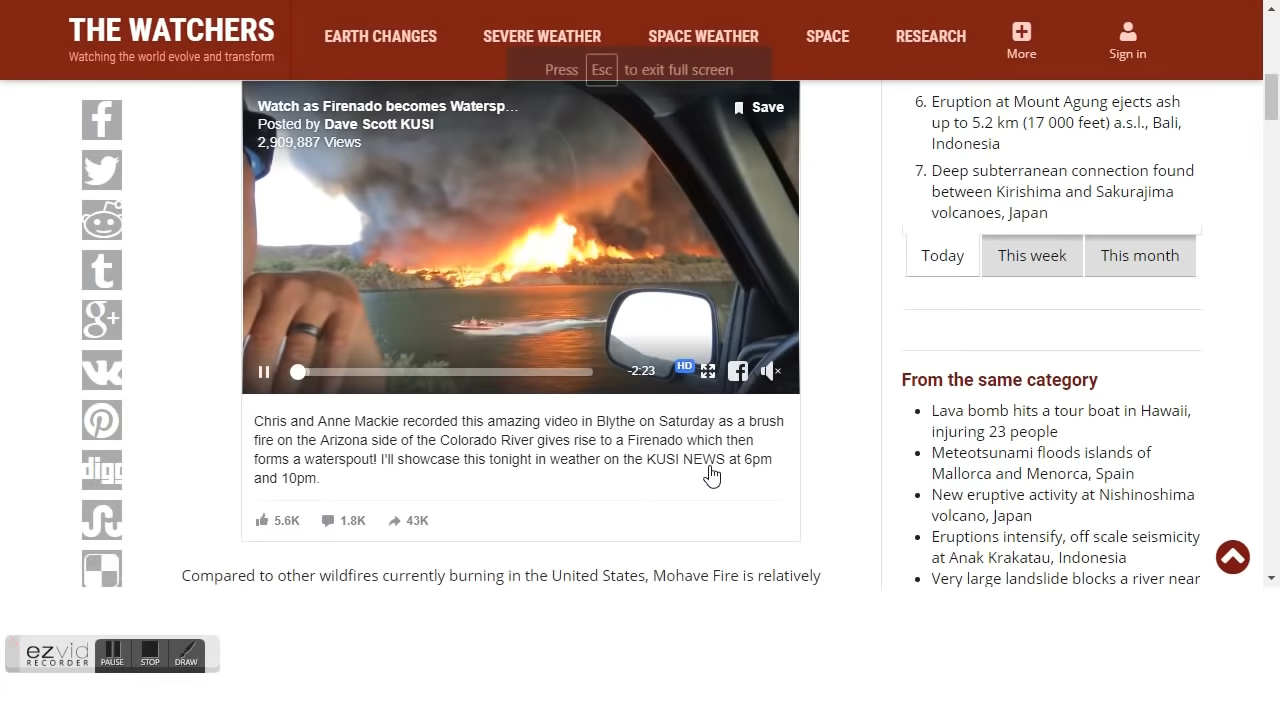 THE WATCHERS
Watching the world evolve and transform
EARTH CHANGES
SEVERE WEATHER
SPACE WEATHER
SPACE
RESEARCH
More
Sign in
Press Esc to exit full screen
Watch as Firenado becomes Watersp...
Posted by Dave Scott KUSI
2,909,887 Views
Save
-2:23
HD
Chris and Anne Mackie recorded this amazing video in Blythe on Saturday as a brush
fire on the Arizona side of the Colorado River gives rise to a Firenado which then
forms a waterspout! I'll showcase this tonight in weather on the KUSI NEWS at 6pm
and 10pm.
5.6K
1.8K
43K
Compared to other wildfires currently burning in the United States, Mohave Fire is relatively
6. Eruption at Mount Agung ejects ash
up to 5.2 km (17 000 feet) a.s.l., Bali,
Indonesia
7. Deep subterranean connection found
between Kirishima and Sakurajima
volcanoes, Japan
Today
This week
This month
From the same category
Lava bomb hits a tour boat in Hawaii,
injuring 23 people
Meteotsunami floods islands of
Mallorca and Menorca, Spain
New eruptive activity at Nishinoshima
volcano, Japan
Eruptions intensify, off scale seismicity
at Anak Krakatau, Indonesia
Very large landslide blocks a river near
digg
ezvid
RECORDER
PAUSE
STOP
DRAW